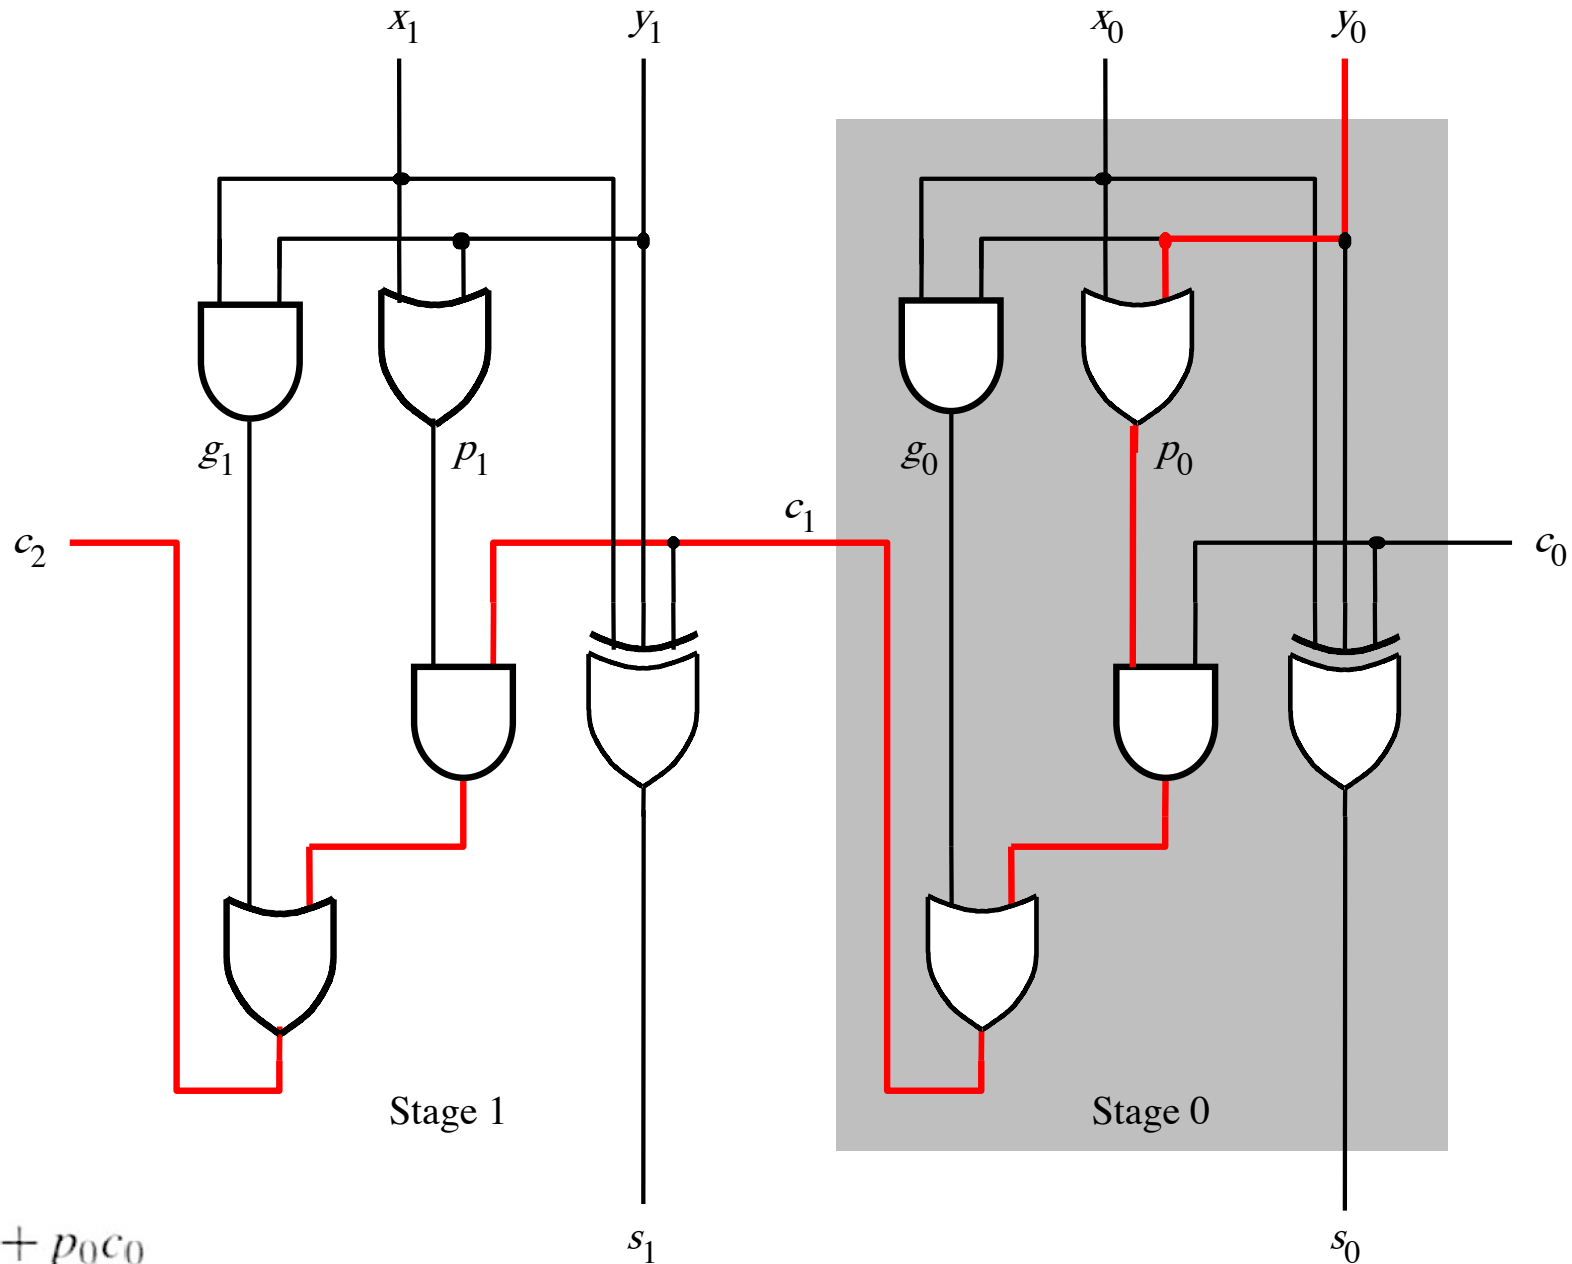 x₁ y₁ x₀ y₀
g₁ p₁ g₀ p₀
c₁
c₂ c₀
Stage 1 Stage 0
+ p₀c₀ s₁ s₀